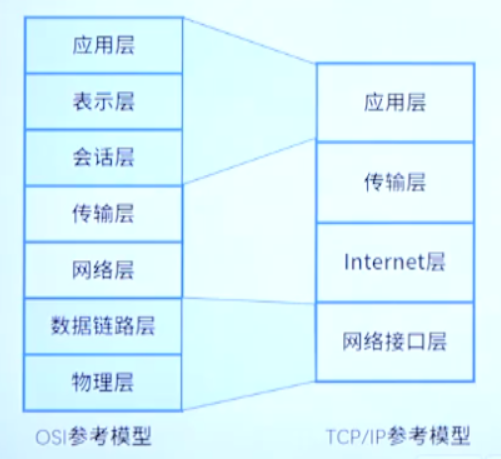 应用层
表示层
会话层
传输层
网络层
数据链路层
物理层
OSI参考模型
应用层
传输层
Internet层
网络接口层
TCP/IP参考模型